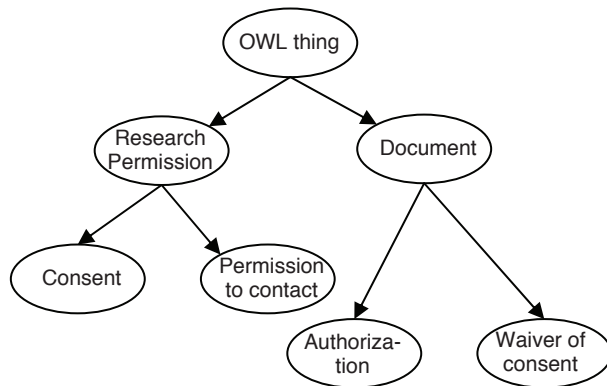 OWL thing
Research
Permission
Document
Consent
Permission
to contact
Authoriza-
tion
Waiver of
consent